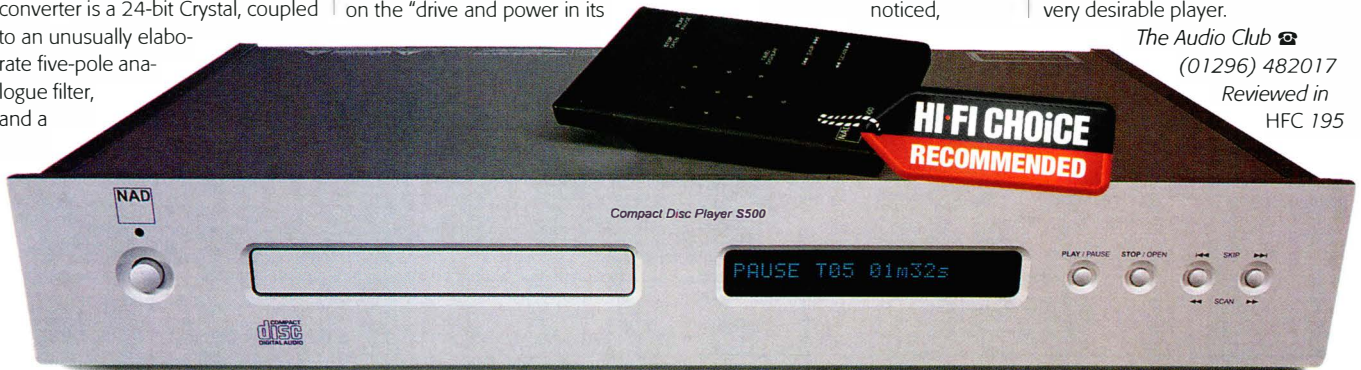 converter is a 24-bit Crystal, coupled
to an unusually elabo-
rate five-pole ana-
logue filter,
and a
on the “drive and power in its
noticed,
very desirable player.
The Audio Club ☎
(01296) 482017
Reviewed in
HFC 195
HI-FI CHOiCE
RECOMMENDED
NAD
Compact Disc Player S500
PAUSE T05 01m32s
PLAY / PAUSE
STOP / OPEN
SKIP
SCAN
COMPACT
disc
DIGITAL AUDIO